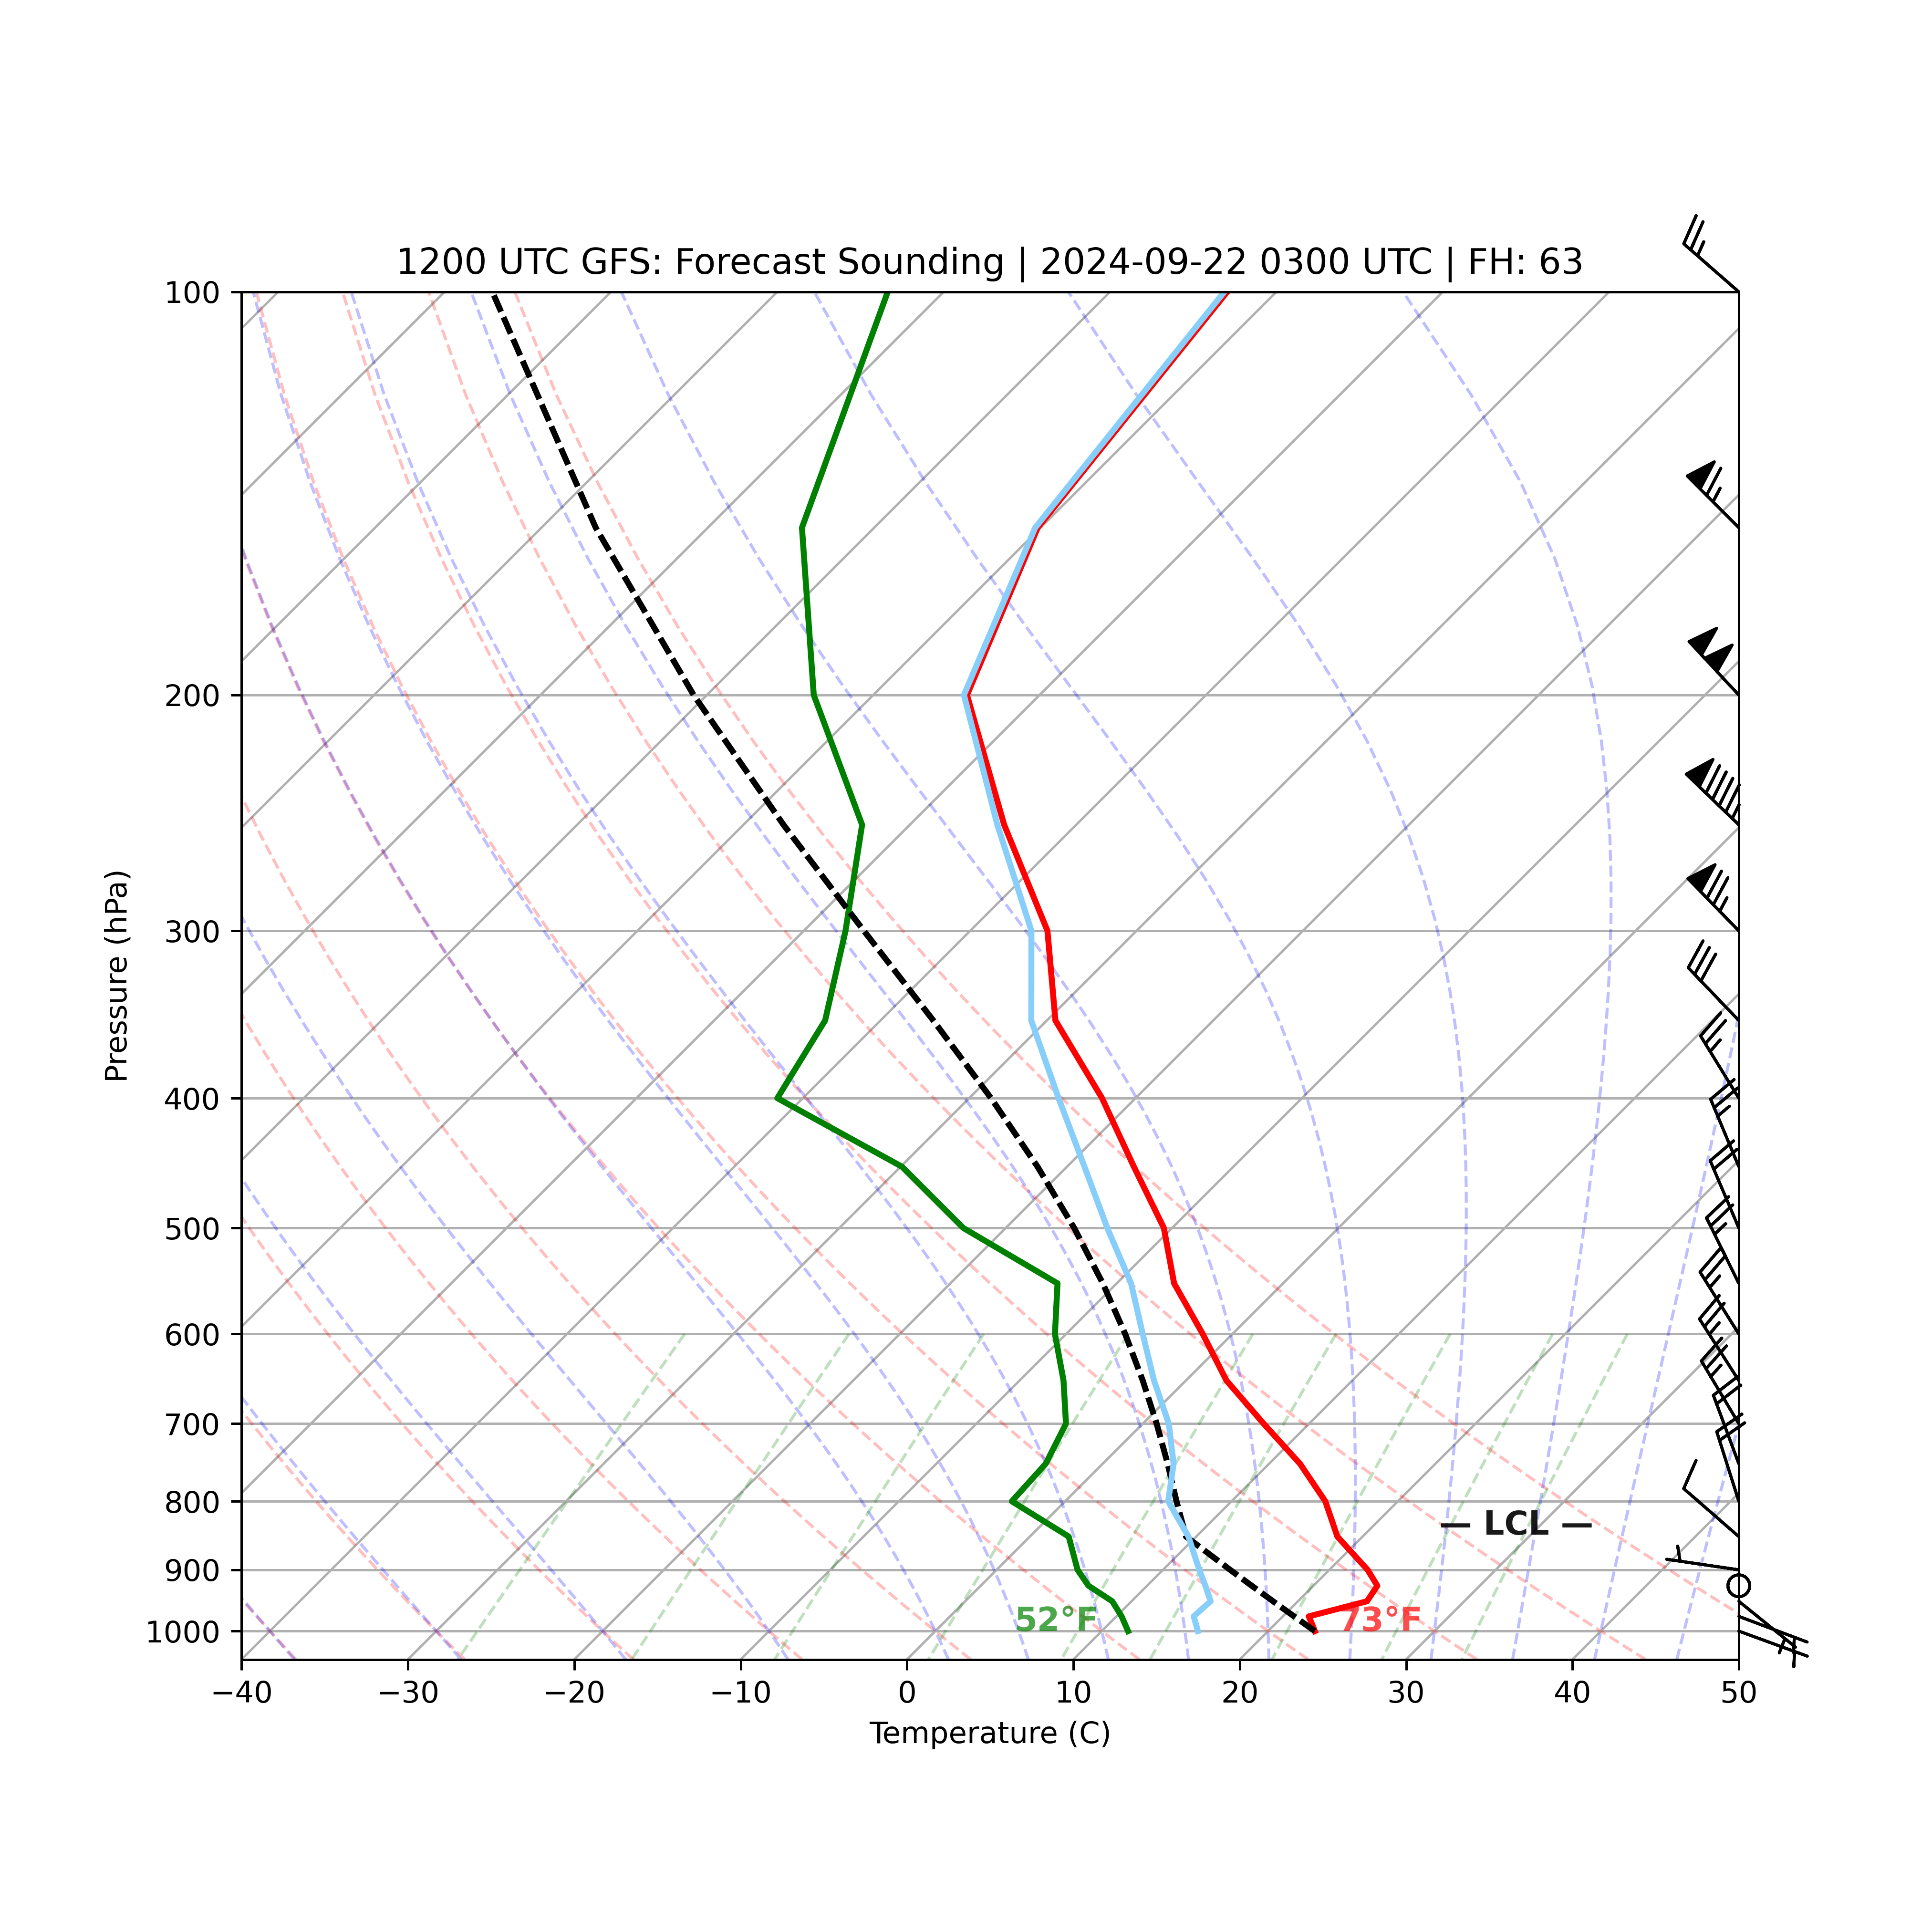 1200 UTC GFS: Forecast Sounding | 2024-09-22 0300 UTC | FH: 63
100
200
300
400
500
600
700
800
900
1000
Pressure (hPa)
— LCL —
52°F
73°F
−40 −30 −20 −10 0 10 20 30 40 50
Temperature (C)